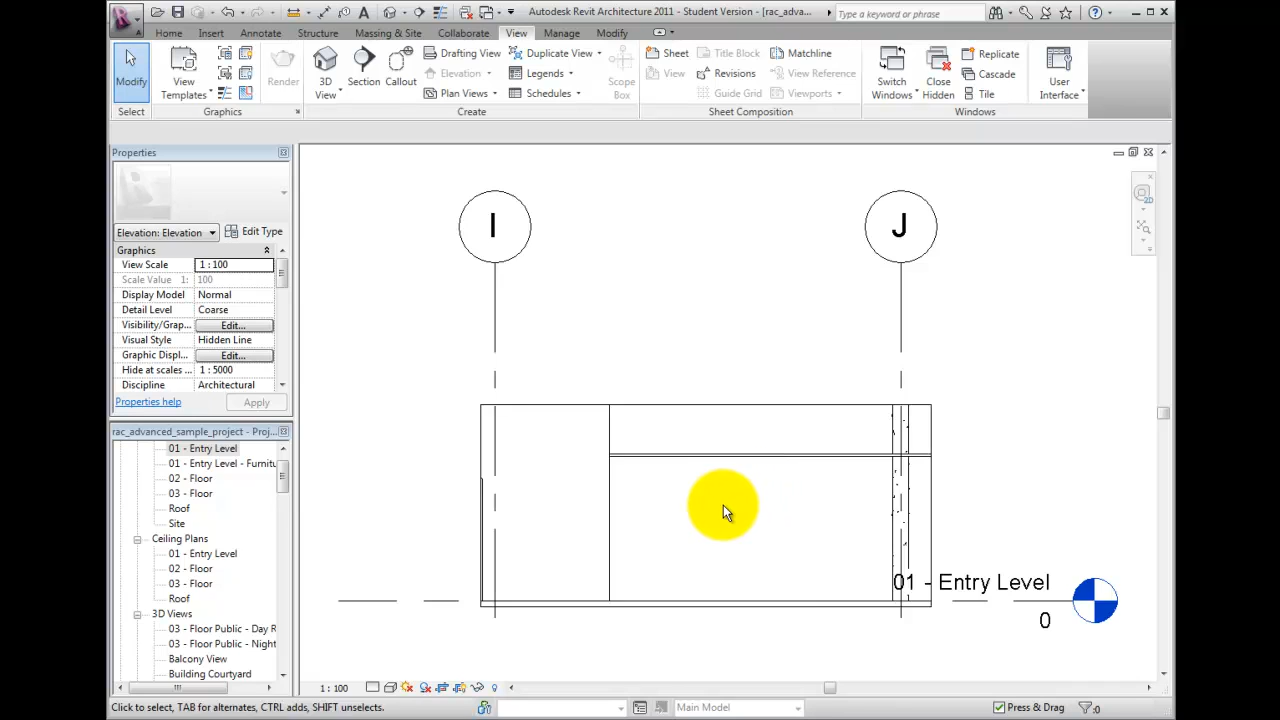 Autodesk Revit Architecture 2011 - Student Version - [rac_adva...
Type a keyword or phrase
Home Insert Annotate Structure Massing & Site Collaborate View Manage Modify
Modify
View Templates
Render
3D View
Section
Callout
Drafting View
Elevation
Plan Views
Duplicate View
Legends
Schedules
Scope Box
Sheet
View
Title Block
Revisions
Guide Grid
Matchline
View Reference
Viewports
Switch Windows
Close Hidden
Replicate
Cascade
Tile
User Interface
Select Graphics Create Sheet Composition Windows
Properties
Elevation: Elevation Edit Type
Graphics
View Scale 1 : 100
Scale Value 1: 100
Display Model Normal
Detail Level Coarse
Visibility/Grap... Edit...
Visual Style Hidden Line
Graphic Displ... Edit...
Hide at scales ... 1 : 5000
Discipline Architectural
Properties help Apply
rac_advanced_sample_project - Proj...
01 - Entry Level
01 - Entry Level - Furnitu
02 - Floor
03 - Floor
Roof
Site
Ceiling Plans
01 - Entry Level
02 - Floor
03 - Floor
Roof
3D Views
03 - Floor Public - Day R
03 - Floor Public - Night
Balcony View
Building Courtyard
I
J
01 - Entry Level
0
1 : 100
Click to select, TAB for alternates, CTRL adds, SHIFT unselects.
Main Model
Press & Drag
:0